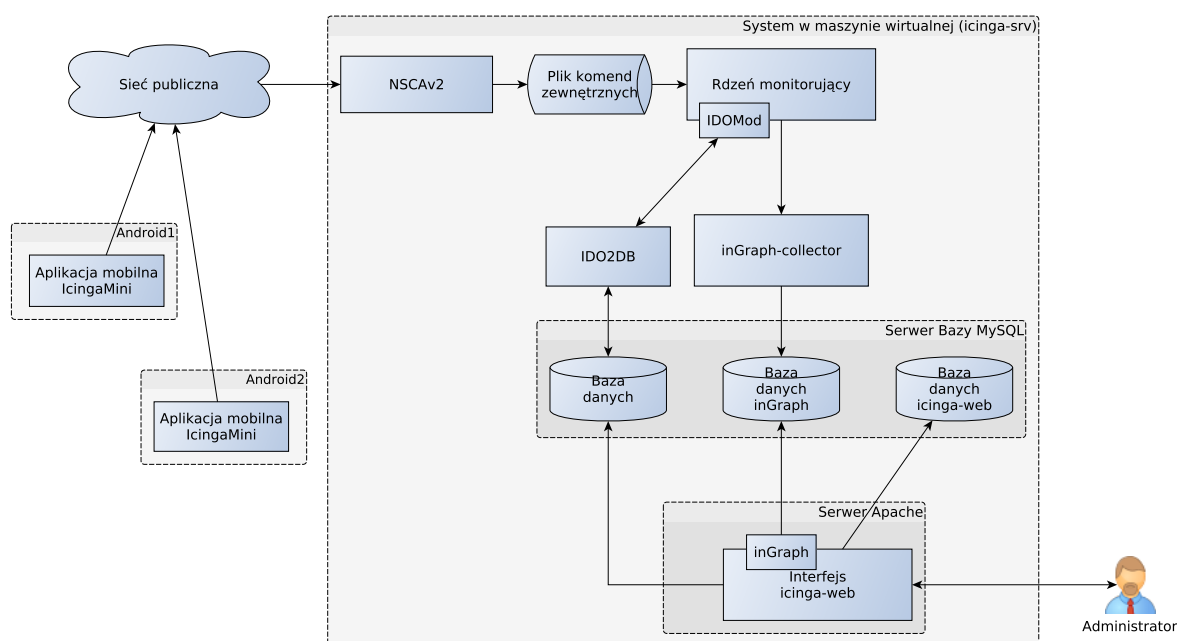 System w maszynie wirtualnej (icinga-srv)
Sieć publiczna
NSCAv2
Plik komend
zewnętrznych
Rdzeń monitorujący
IDOMod
Android1
Aplikacja mobilna
IcingaMini
IDO2DB
inGraph-collector
Serwer Bazy MySQL
Baza
danych
Baza
danych
inGraph
Baza
danych
icinga-web
Android2
Aplikacja mobilna
IcingaMini
Serwer Apache
inGraph
Interfejs
icinga-web
Administrator